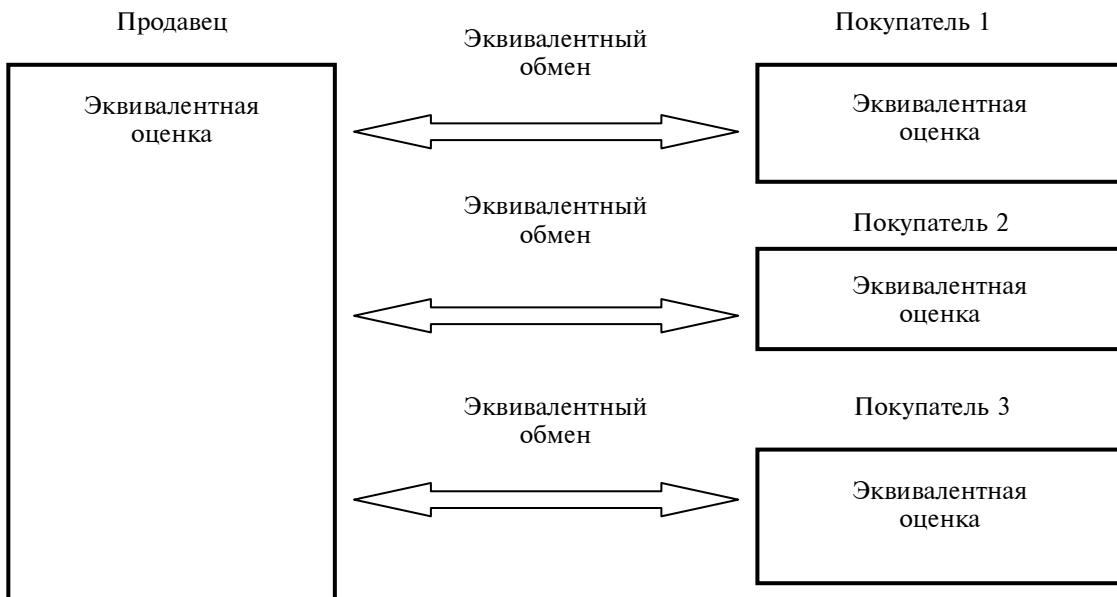 Продавец
Эквивалентная
оценка
Эквивалентный
обмен
Покупатель 1
Эквивалентная
оценка
Эквивалентный
обмен
Покупатель 2
Эквивалентная
оценка
Эквивалентный
обмен
Покупатель 3
Эквивалентная
оценка